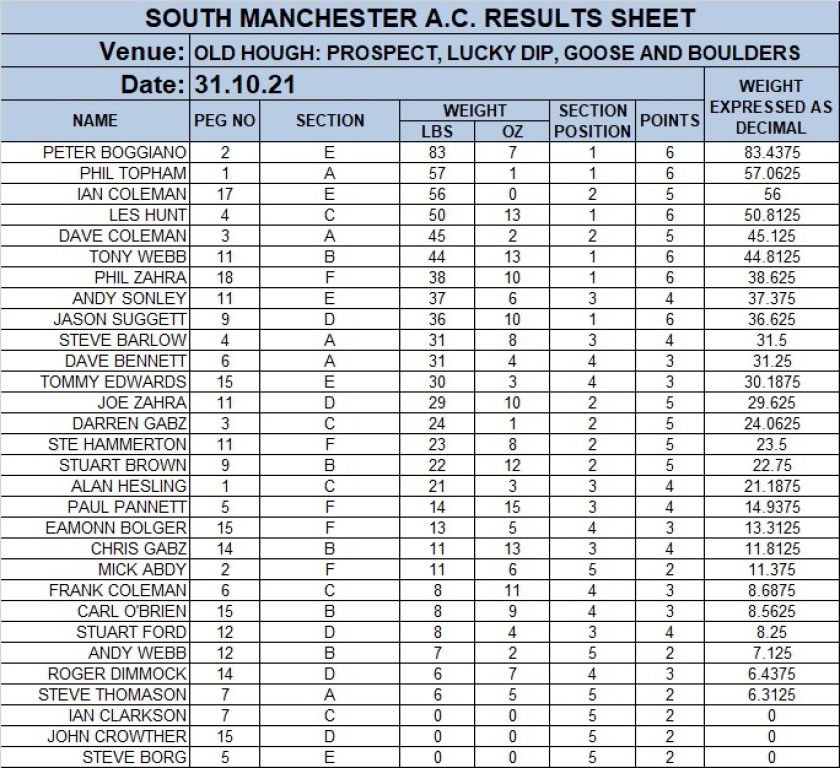 SOUTH MANCHESTER A.C. RESULTS SHEET
Venue: OLD HOUGH: PROSPECT, LUCKY DIP, GOOSE AND BOULDERS
Date: 31.10.21
NAME PEG NO SECTION WEIGHT LBS OZ SECTION POSITION POINTS WEIGHT EXPRESSED AS DECIMAL
PETER BOGGIANO 2 E 83 7 1 6 83.4375
PHIL TOPHAM 1 A 57 1 1 6 57.0625
IAN COLEMAN 17 E 56 0 2 5 56
LES HUNT 4 C 50 13 1 6 50.8125
DAVE COLEMAN 3 A 45 2 2 5 45.125
TONY WEBB 11 B 44 13 1 6 44.8125
PHIL ZAHRA 18 F 38 10 1 6 38.625
ANDY SONLEY 11 E 37 6 3 4 37.375
JASON SUGGETT 9 D 36 10 1 6 36.625
STEVE BARLOW 4 A 31 8 3 4 31.5
DAVE BENNETT 6 A 31 4 4 3 31.25
TOMMY EDWARDS 15 E 30 3 4 3 30.1875
JOE ZAHRA 11 D 29 10 2 5 29.625
DARREN GABZ 3 C 24 1 2 5 24.0625
STE HAMMERTON 11 F 23 8 2 5 23.5
STUART BROWN 9 B 22 12 2 5 22.75
ALAN HESLING 1 C 21 3 3 4 21.1875
PAUL PANNETT 5 F 14 15 3 4 14.9375
EAMONN BOLGER 15 F 13 5 4 3 13.3125
CHRIS GABZ 14 B 11 13 3 4 11.8125
MICK ABDY 2 F 11 6 5 2 11.375
FRANK COLEMAN 6 C 8 11 4 3 8.6875
CARL O'BRIEN 15 B 8 9 4 3 8.5625
STUART FORD 12 D 8 4 3 4 8.25
ANDY WEBB 12 B 7 2 5 2 7.125
ROGER DIMMOCK 14 D 6 7 4 3 6.4375
STEVE THOMASON 7 A 6 5 5 2 6.3125
IAN CLARKSON 7 C 0 0 5 2 0
JOHN CROWTHER 15 D 0 0 5 2 0
STEVE BORG 5 E 0 0 5 2 0